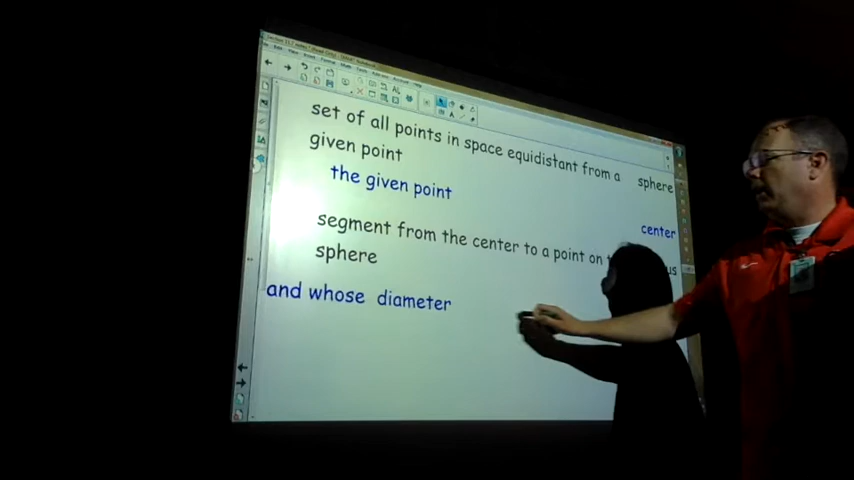 set of all points in space equidistant from a sphere
given point
the given point
center
segment from the center to a point on
sphere
and whose diameter